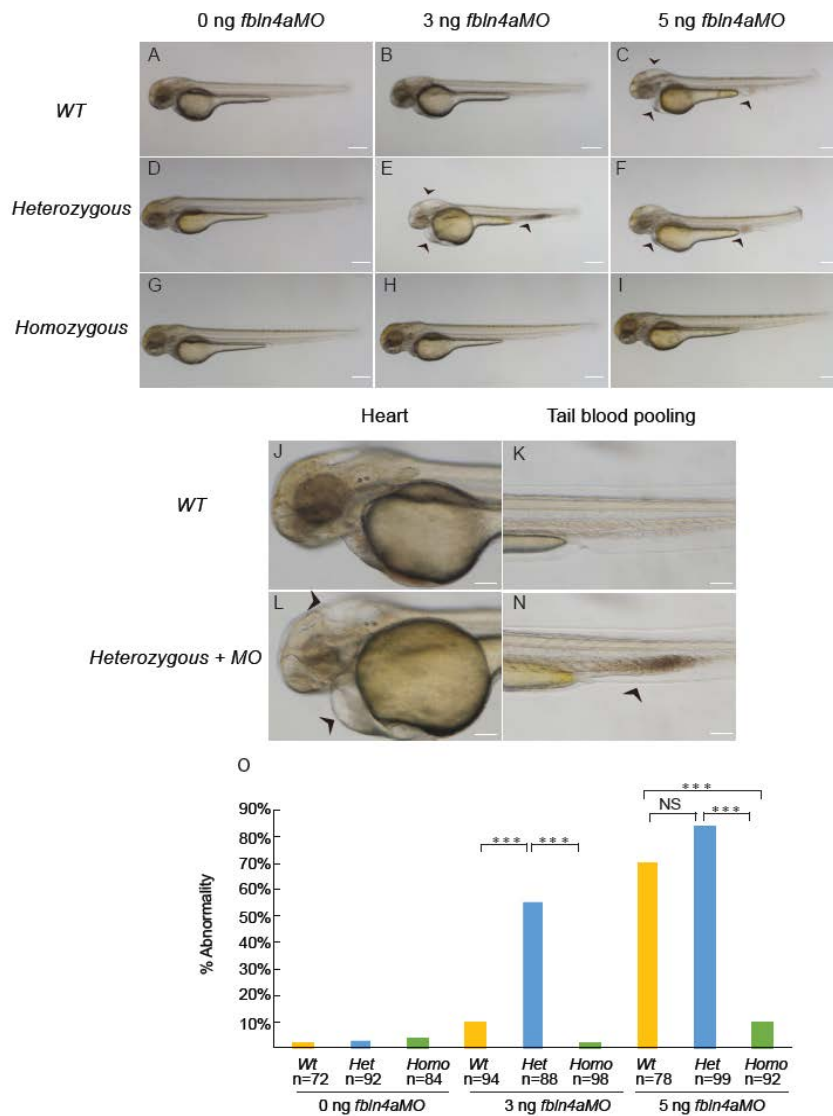 0 ng fbln4aMO 3 ng fbln4aMO 5 ng fbln4aMO
A B C
WT
D E F
Heterozygous
G H I
Homozygous
Heart Tail blood pooling
J K
WT
L N
Heterozygous + MO
O
*** 
NS ***
*** ***
90%
80%
70%
60%
50%
40%
30%
20%
10%
% Abnormality
Wt Het Homo Wt Het Homo Wt Het Homo
n=72 n=92 n=84 n=94 n=88 n=98 n=78 n=99 n=92
0 ng fbln4aMO 3 ng fbln4aMO 5 ng fbln4aMO